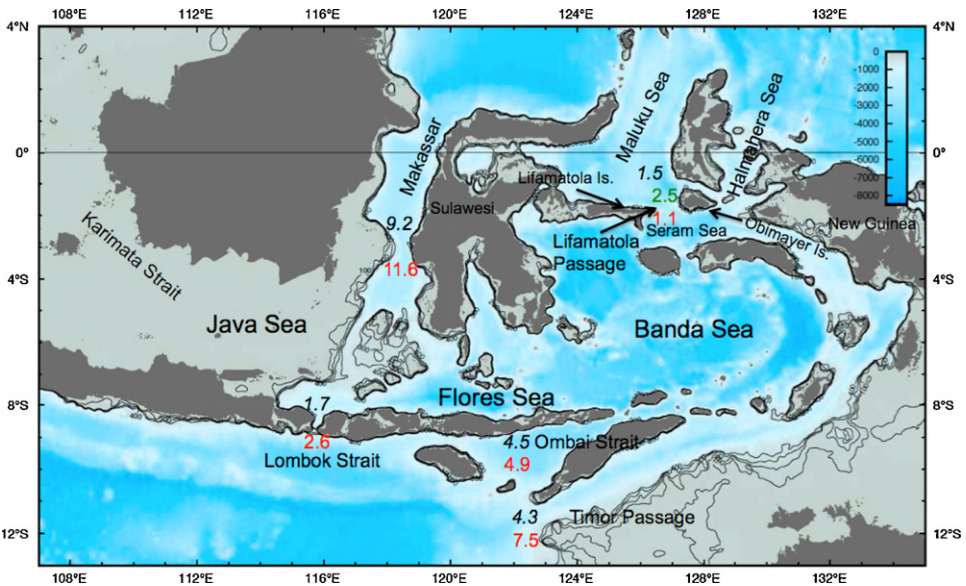 108°E 112°E 116°E 120°E 124°E 128°E 132°E
4°N 4°N
0
-1000
-2000
-3000
-4000
-5000
-6000
-7000
-8000
Maluku Sea
Halmahera Sea
Makassar
0° 0°
1.5
Lifamatola Is.
2.5
Sulawesi
1.1
9.2
Seram Sea
New Guinea
Obimayer Is.
Lifamatola
Passage
Karimata Strait
11.6
100
4°S 4°S
Java Sea
Banda Sea
Flores Sea
8°S 8°S
1.7
400
2.6
4.5 Ombai Strait
Lombok Strait
4.9
4.3
Timor Passage
7.5
12°S 12°S
108°E 112°E 116°E 120°E 124°E 128°E 132°E